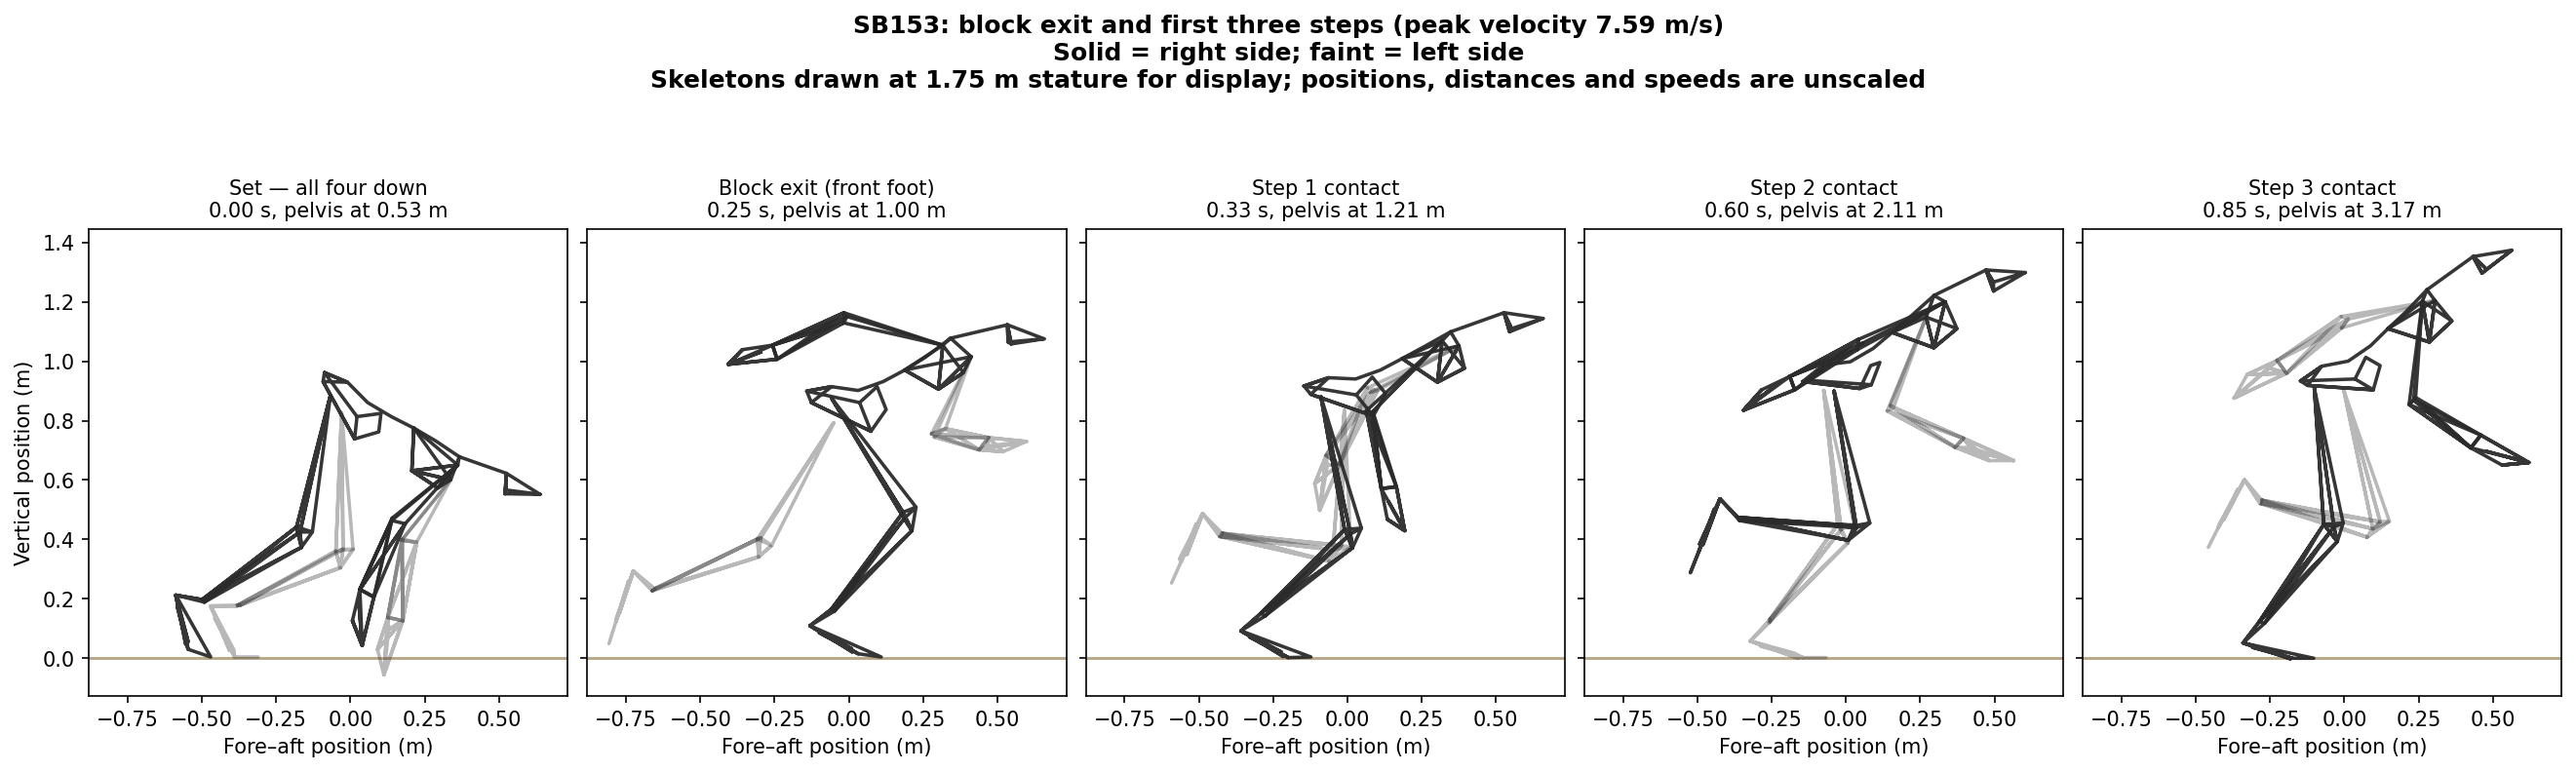 SB153: block exit and first three steps (peak velocity 7.59 m/s)
Solid = right side; faint = left side
Skeletons drawn at 1.75 m stature for display; positions, distances and speeds are unscaled
Set — all four down
0.00 s, pelvis at 0.53 m
Block exit (front foot)
0.25 s, pelvis at 1.00 m
Step 1 contact
0.33 s, pelvis at 1.21 m
Step 2 contact
0.60 s, pelvis at 2.11 m
Step 3 contact
0.85 s, pelvis at 3.17 m
Vertical position (m)
1.4
1.2
1.0
0.8
0.6
0.4
0.2
0.0
−0.75 −0.50 −0.25 0.00 0.25 0.50
−0.75 −0.50 −0.25 0.00 0.25 0.50
−0.75 −0.50 −0.25 0.00 0.25 0.50
−0.75 −0.50 −0.25 0.00 0.25 0.50
−0.75 −0.50 −0.25 0.00 0.25 0.50
Fore–aft position (m)
Fore–aft position (m)
Fore–aft position (m)
Fore–aft position (m)
Fore–aft position (m)